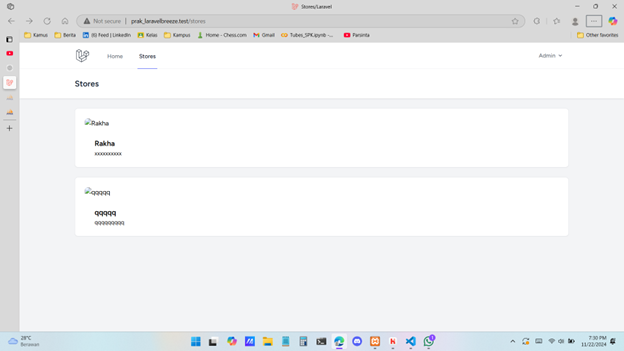 Stores/Laravel
Not secure | prak_laravelbreeze.test/stores
Kamus Berita (6) Feed | LinkedIn Kelas Kampus Home - Chess.com Gmail Tubes_SPK.ipynb -... Parsinta Other favorites
Home Stores Admin
Stores
Rakha
Rakha
xxxxxxxxxx
qqqqq
qqqqq
qqqqqqqqq
28°C
Berawan
7:30 PM
11/22/2024